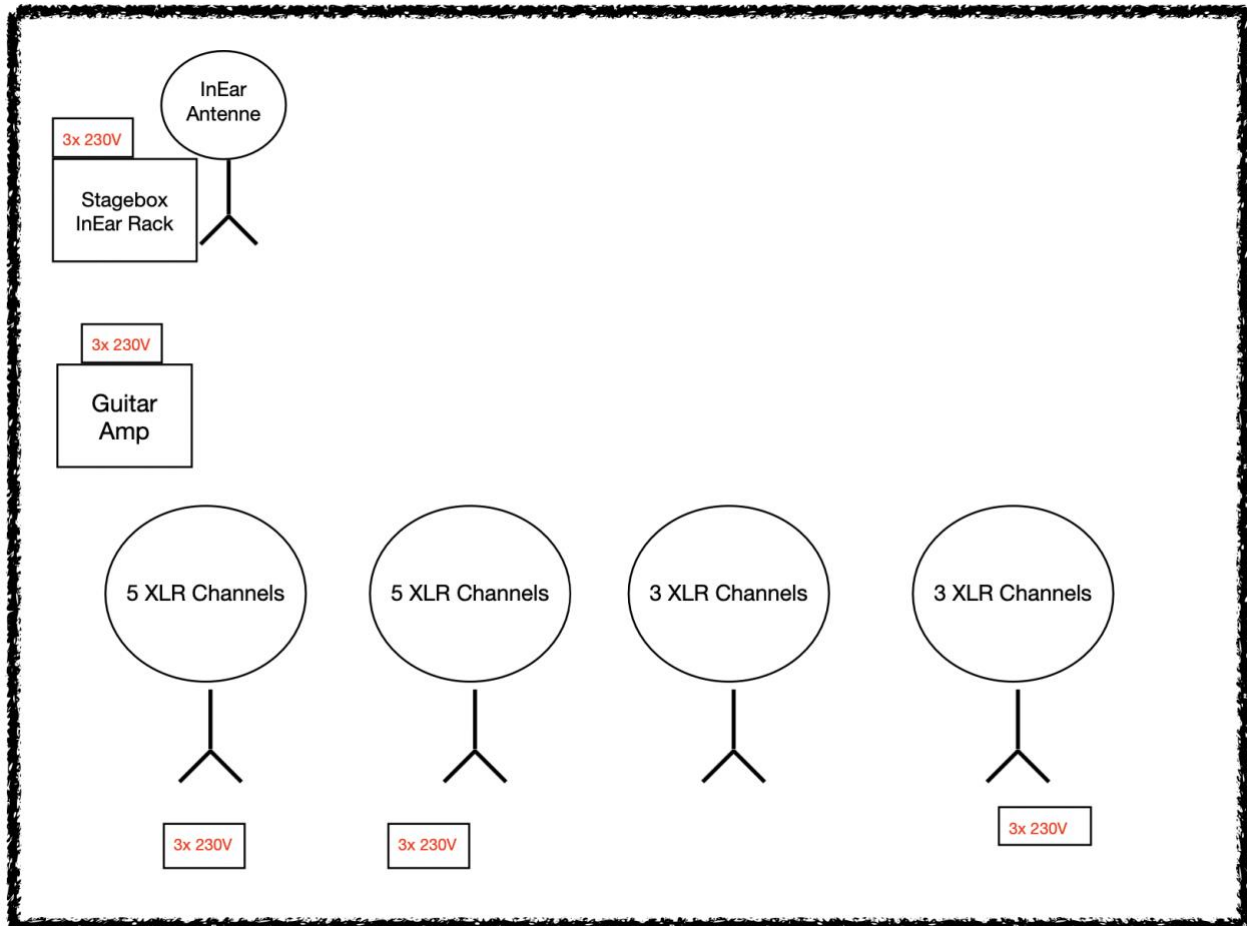 InEar
Antenne
3x 230V
Stagebox
InEar Rack
3x 230V
Guitar
Amp
5 XLR Channels
5 XLR Channels
3 XLR Channels
3 XLR Channels
3x 230V
3x 230V
3x 230V